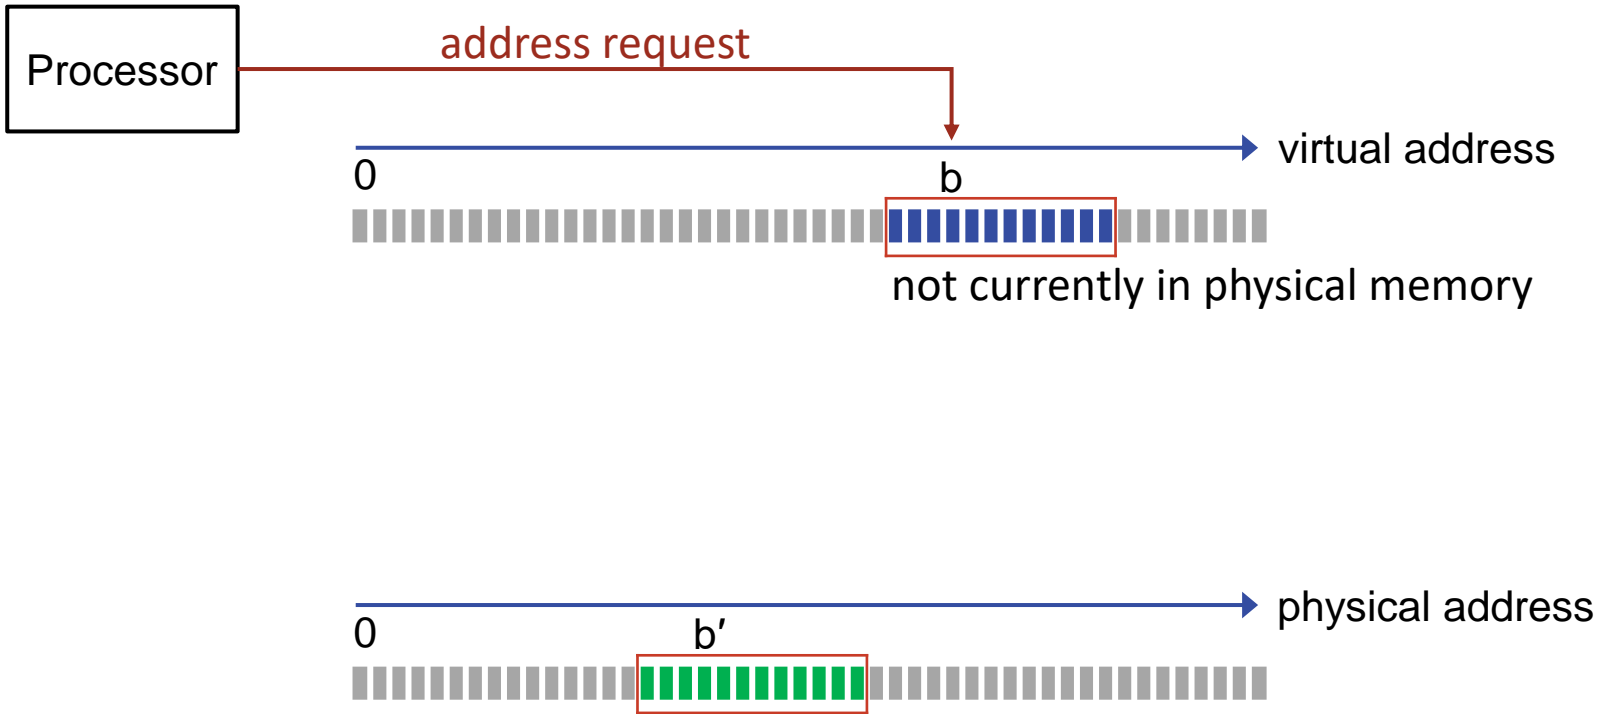 address request
Processor
virtual address
0
b
not currently in physical memory
physical address
0
b′